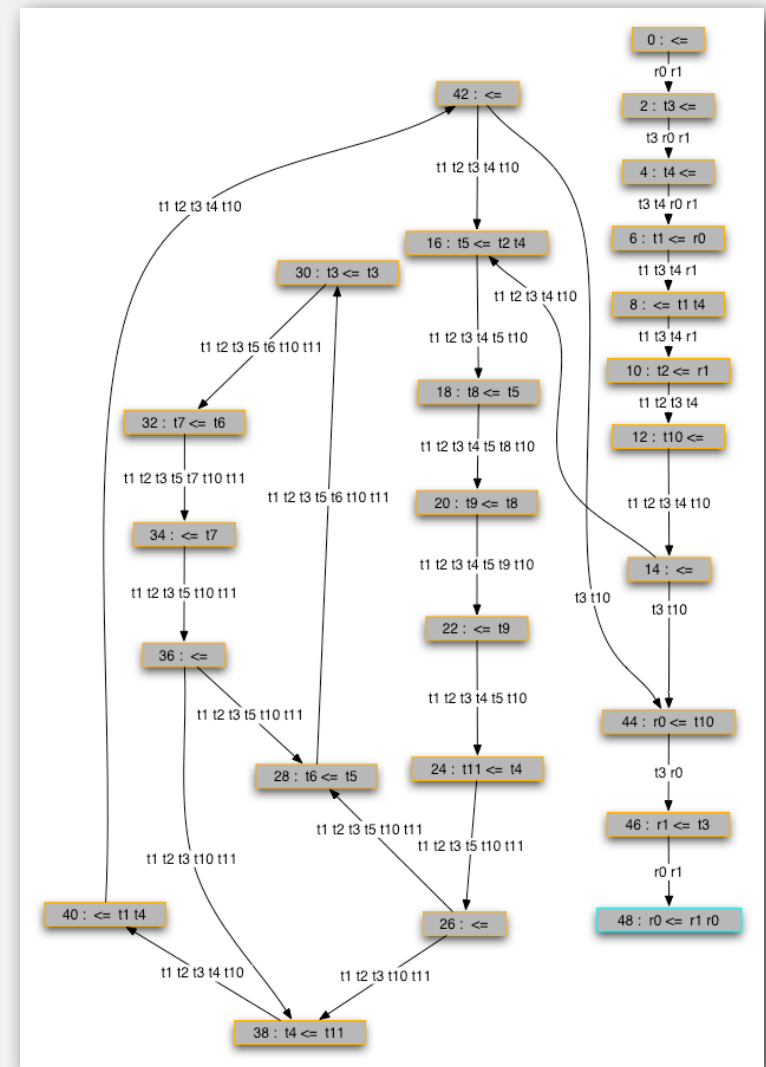 0 : <=
r0 r1
42 : <=
2 : t3 <=
t3 r0 r1
t1 t2 t3 t4 t10
4 : t4 <=
t3 t4 r0 r1
t1 t2 t3 t4 t10
16 : t5 <= t2 t4
6 : t1 <= r0
30 : t3 <= t3
t1 t3 t4 r1
t1 t2 t3 t4 t10
8 : <= t1 t4
t1 t2 t3 t4 t5 t10
t1 t3 t4 r1
t1 t2 t3 t5 t6 t10 t11
10 : t2 <= r1
18 : t8 <= t5
t1 t2 t3 t4
32 : t7 <= t6
12 : t10 <=
t1 t2 t3 t4 t5 t8 t10
t1 t2 t3 t5 t7 t10 t11
t1 t2 t3 t5 t6 t10 t11
20 : t9 <= t8
t1 t2 t3 t4 t10
34 : <= t7
t1 t2 t3 t4 t5 t9 t10
14 : <=
t1 t2 t3 t5 t10 t11
t3 t10
t3 t10
22 : <= t9
36 : <=
t1 t2 t3 t4 t5 t10
t1 t2 t3 t5 t10 t11
44 : r0 <= t10
24 : t11 <= t4
28 : t6 <= t5
t3 r0
t1 t2 t3 t5 t10 t11
46 : r1 <= t3
t1 t2 t3 t5 t10 t11
t1 t2 t3 t10 t11
r0 r1
40 : <= t1 t4
26 : <=
48 : r0 <= r1 r0
t1 t2 t3 t4 t10
t1 t2 t3 t10 t11
38 : t4 <= t11